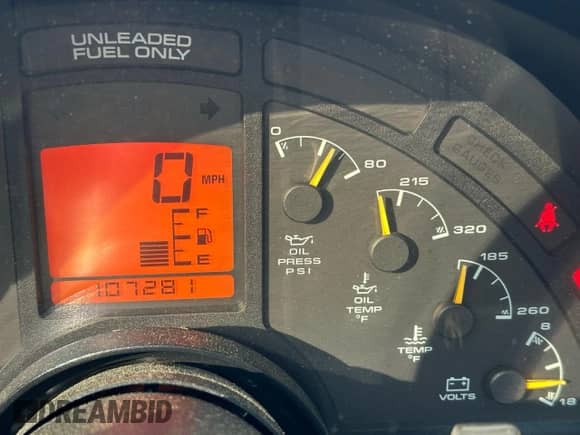 UNLEADED
FUEL ONLY
0 MPH
F
E
107281
0
80
OIL
PRESS
PSI
215
320
OIL
TEMP
°F
185
260
TEMP
°F
8
18
VOLTS
DREAMBID